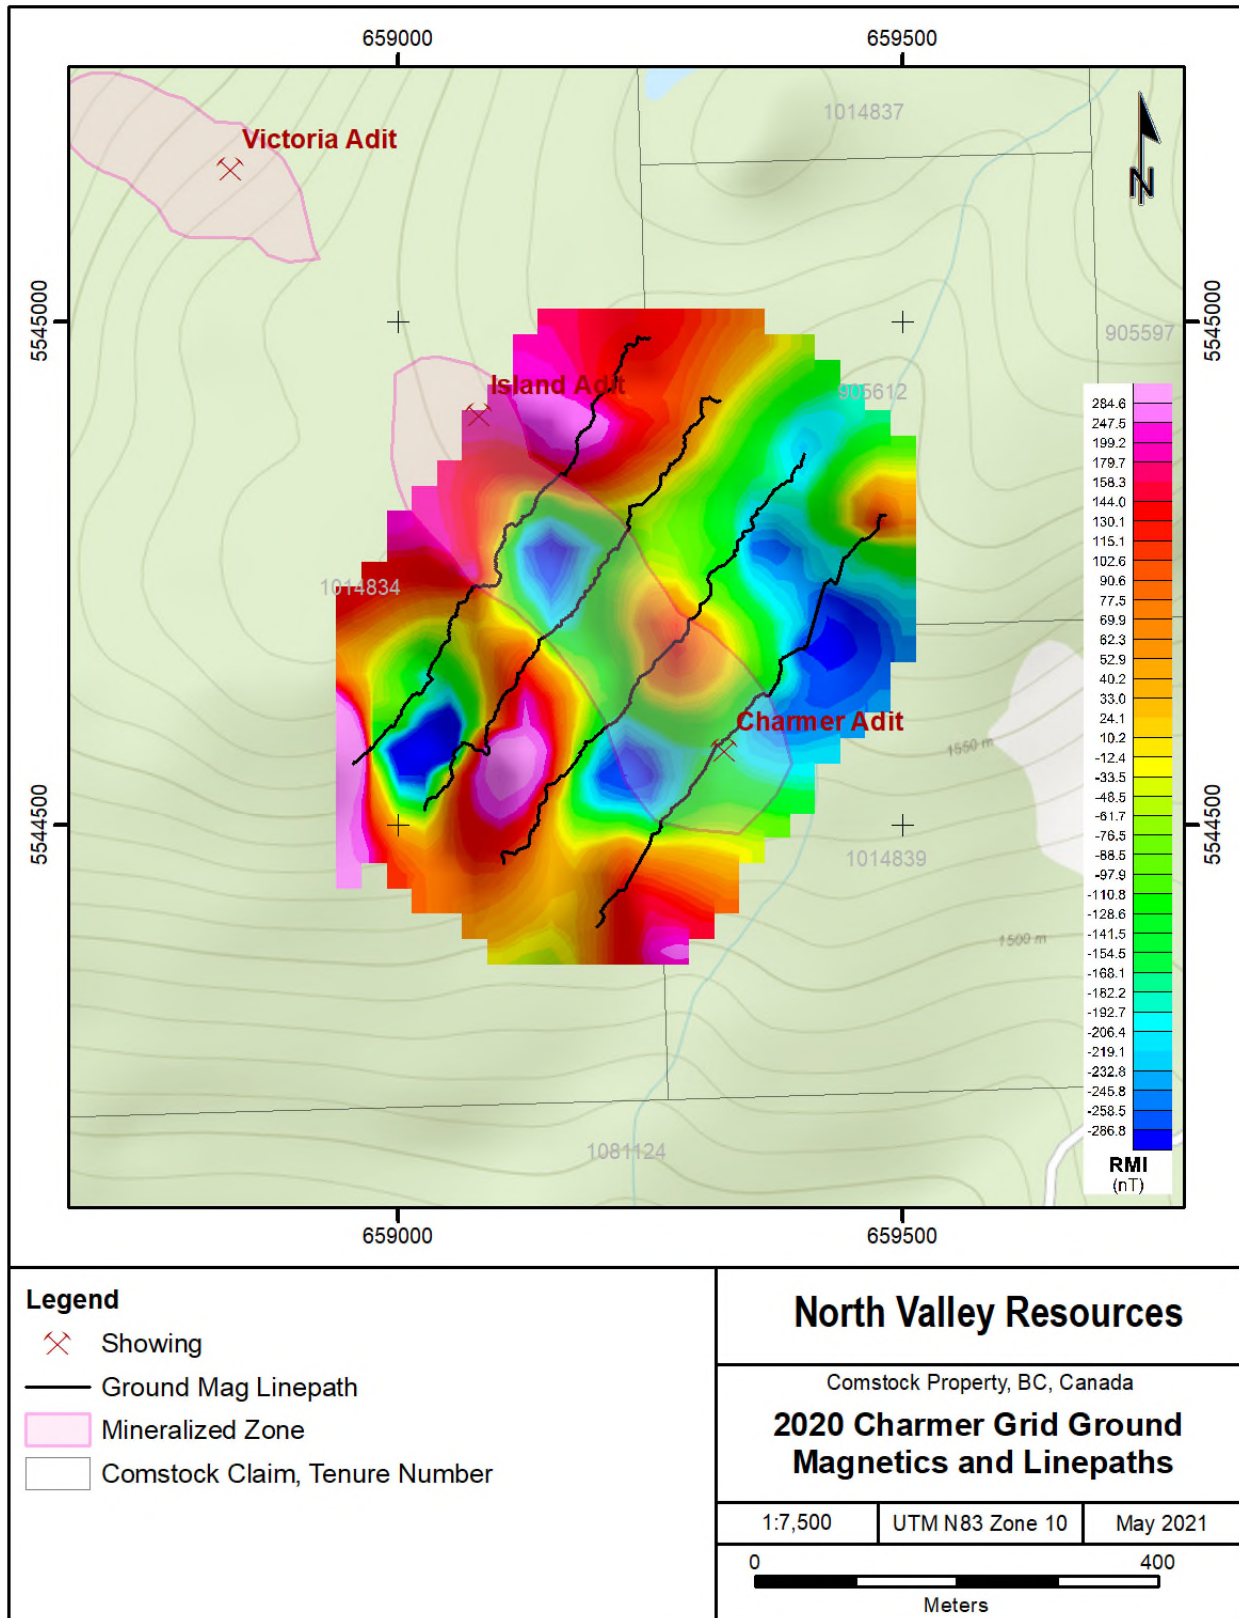 659000
659500
1014837
Victoria Adit
N
5545000
5545000
905597
Island Adit
905612
1014834
Charmer Adit
1550 m
5544500
5544500
1014839
1500 m
1081124
284.6
247.5
199.2
179.7
158.3
144.0
130.1
115.1
102.6
90.6
77.5
69.9
62.3
52.9
40.2
33.0
24.1
10.2
-12.4
-33.5
-48.5
-61.7
-76.5
-88.5
-97.9
-110.8
-128.6
-141.5
-154.5
-168.1
-182.2
-192.7
-206.4
-219.1
-232.8
-245.8
-258.5
-286.8
RMI
(nT)
659000
659500
Legend
Showing
Ground Mag Linepath
Mineralized Zone
Comstock Claim, Tenure Number
North Valley Resources
Comstock Property, BC, Canada
2020 Charmer Grid Ground
Magnetics and Linepaths
1:7,500
UTM N83 Zone 10
May 2021
0
400
Meters